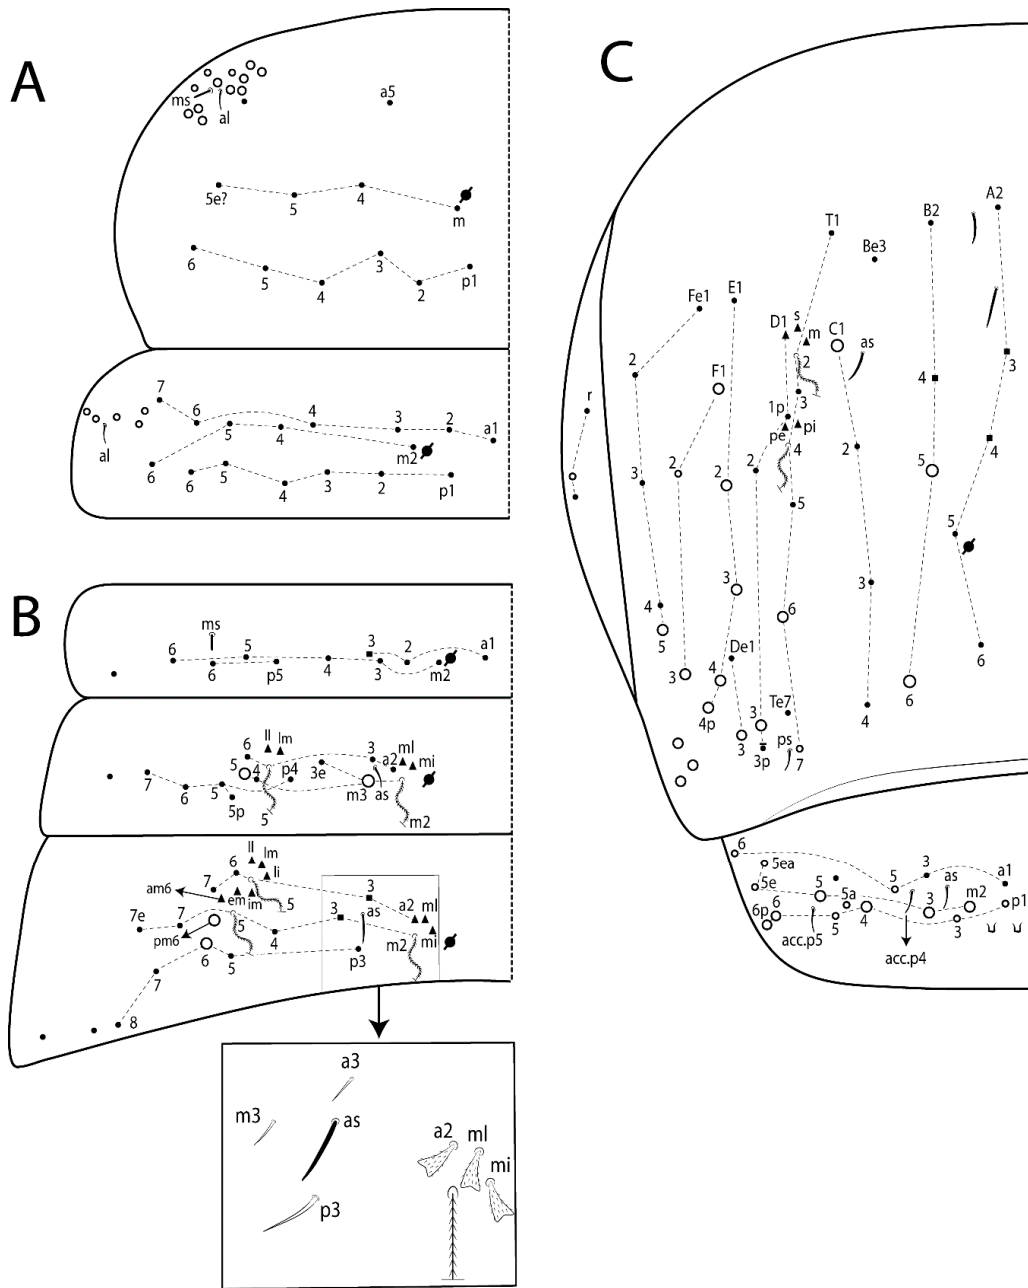 A
ms
al
a5
5e?
5
4
m
6
5
4
3
2
p1
7
6
5
4
4
3
2
a1
al
m2
6
6
5
4
3
2
p1
B
ms
6
6
5
p5
4
3
3
2
m2
a1
ll
lm
6
5
4
p4
3e
3
a2
ml
mi
m3
as
7
6
5
5p
5
m2
ll
lm
li
6
7
am6
em
im
5
3
a2
ml
mi
7e
7
5
4
3
as
m2
pm6
6
5
p3
7
8
a3
m3
as
a2
ml
mi
p3
C
A2
B2
T1
Be3
E1
Fe1
s
D1
m
C1
as
2
3
2
F1
4
r
3
1p
pe
pi
4
4
2
2
2
5
3
5
5
3
6
3
4
5
De1
6
3
4
6
4p
Te7
4
3
3
3p
ps
7
6
5ea
5e
5
3
as
a1
5
5a
3
m2
p1
6p
6
5
4
3
acc.p5
acc.p4